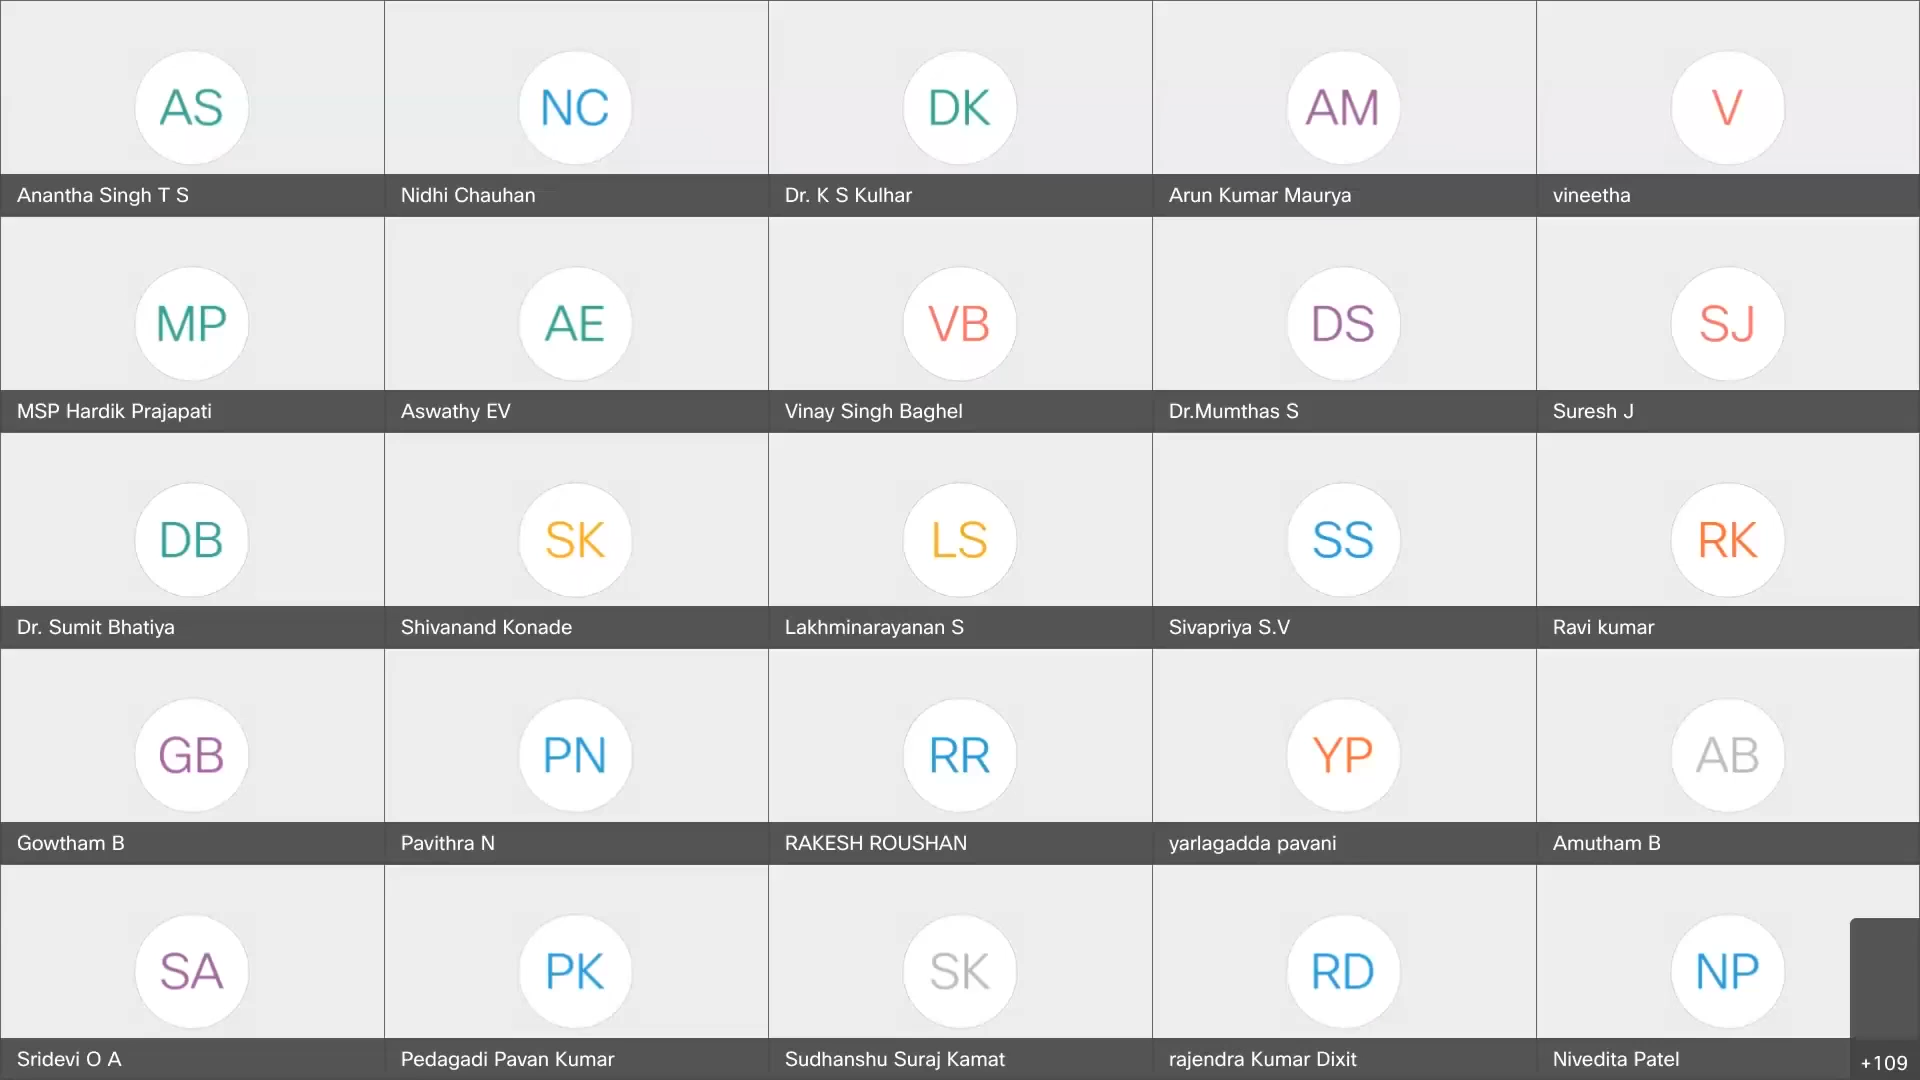 AS
NC
DK
AM
V
Anantha Singh T S
Nidhi Chauhan
Dr. K S Kulhar
Arun Kumar Maurya
vineetha
MP
AE
VB
DS
SJ
MSP Hardik Prajapati
Aswathy EV
Vinay Singh Baghel
Dr.Mumthas S
Suresh J
DB
SK
LS
SS
RK
Dr. Sumit Bhatiya
Shivanand Konade
Lakhminarayanan S
Sivapriya S.V
Ravi kumar
GB
PN
RR
YP
AB
Gowtham B
Pavithra N
RAKESH ROUSHAN
yarlagadda pavani
Amutham B
SA
PK
SK
RD
NP
Sridevi O A
Pedagadi Pavan Kumar
Sudhanshu Suraj Kamat
rajendra Kumar Dixit
Nivedita Patel
+109